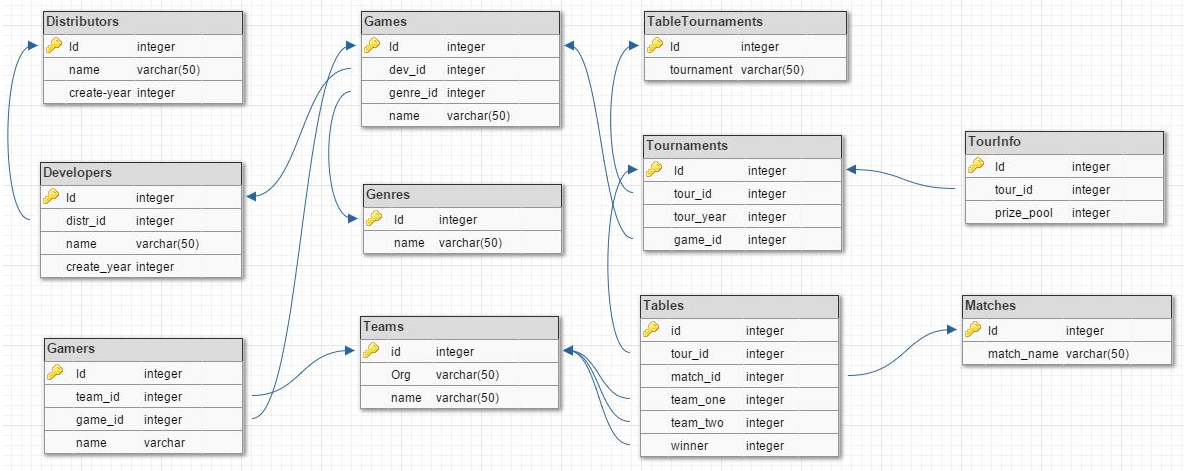 Distributors
Id integer
name varchar(50)
create-year integer
Games
Id integer
dev_id integer
genre_id integer
name varchar(50)
TableTournaments
Id integer
tournament varchar(50)
Developers
Id integer
distr_id integer
name varchar(50)
create_year integer
Genres
Id integer
name varchar(50)
Tournaments
Id integer
tour_id integer
tour_year integer
game_id integer
TourInfo
Id integer
tour_id integer
prize_pool integer
Gamers
Id integer
team_id integer
game_id integer
name varchar
Teams
id integer
Org varchar(50)
name varchar(50)
Tables
id integer
tour_id integer
match_id integer
team_one integer
team_two integer
winner integer
Matches
Id integer
match_name varchar(50)